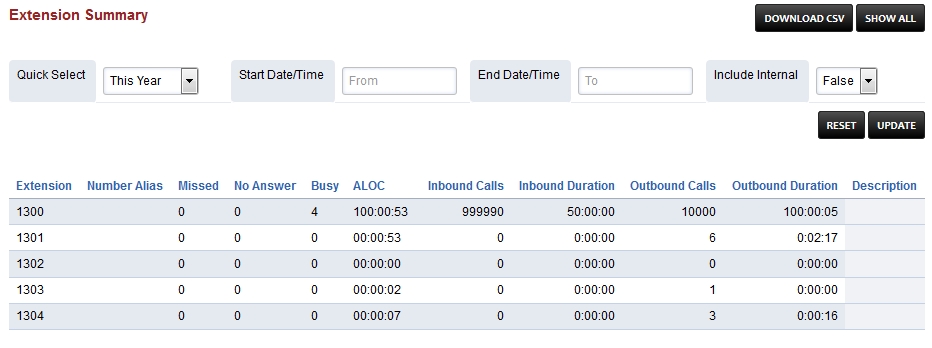 Extension Summary
DOWNLOAD CSV SHOW ALL
Quick Select This Year Start Date/Time From End Date/Time To Include Internal False
RESET UPDATE
Extension Number Alias Missed No Answer Busy ALOC Inbound Calls Inbound Duration Outbound Calls Outbound Duration Description
1300 0 0 4 100:00:53 999990 50:00:00 10000 100:00:05
1301 0 0 0 00:00:53 0 0:00:00 6 0:02:17
1302 0 0 0 00:00:00 0 0:00:00 0 0:00:00
1303 0 0 0 00:00:02 0 0:00:00 1 0:00:00
1304 0 0 0 00:00:07 0 0:00:00 3 0:00:16